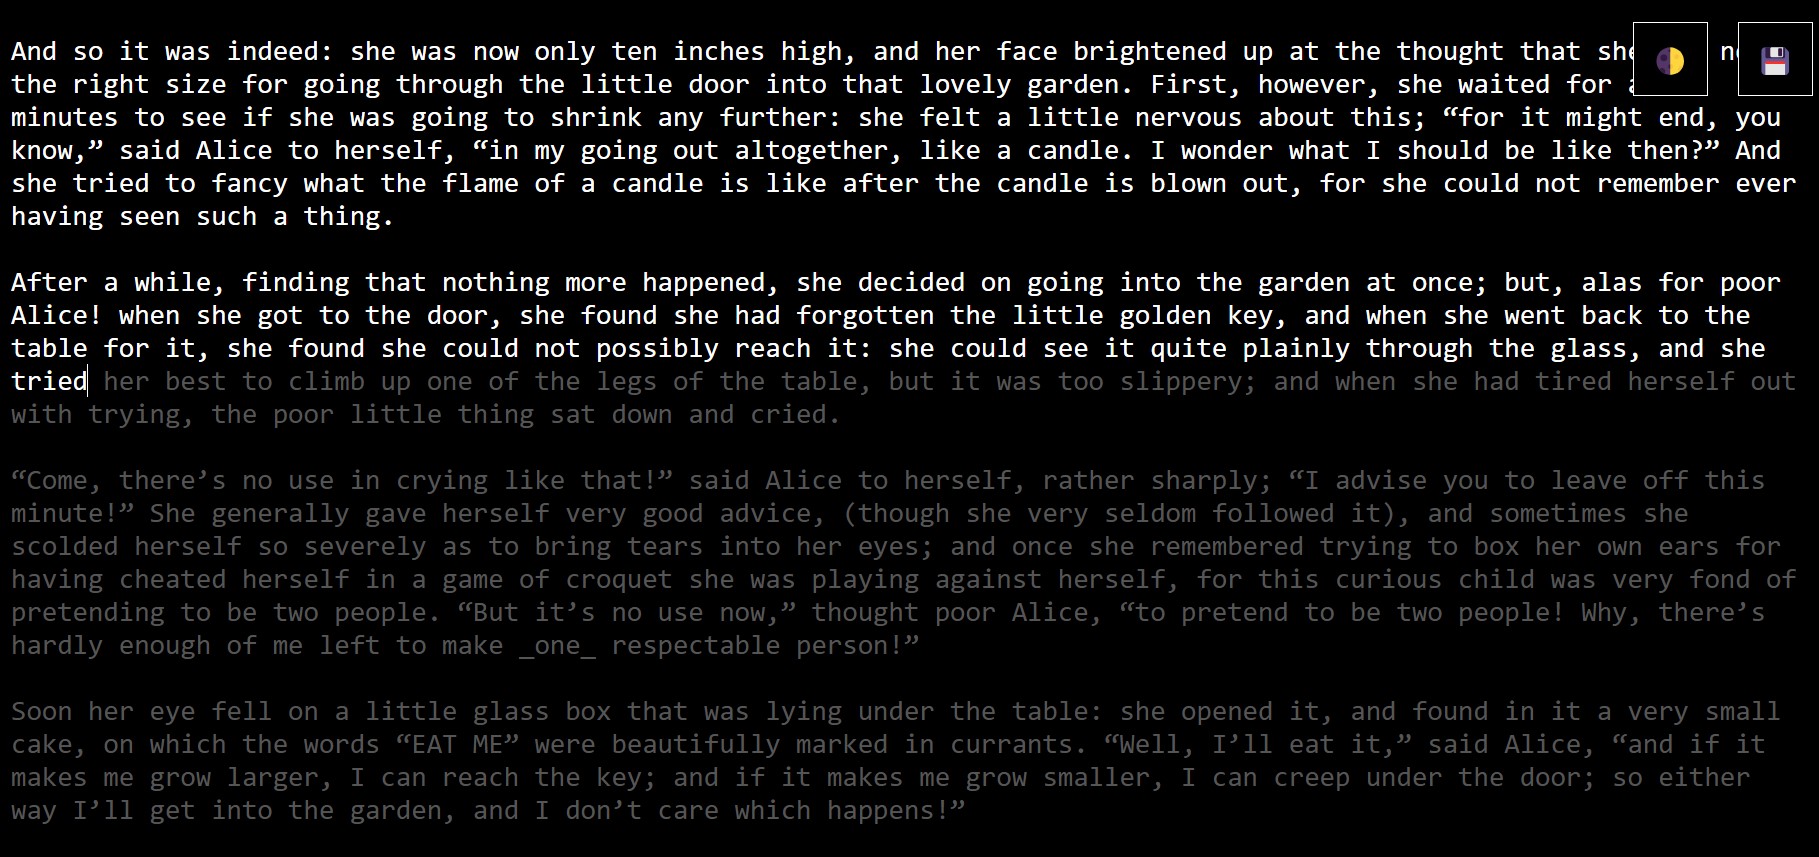 And so it was indeed: she was now only ten inches high, and her face brightened up at the thought that she
the right size for going through the little door into that lovely garden. First, however, she waited for
minutes to see if she was going to shrink any further: she felt a little nervous about this; “for it might end, you
know,” said Alice to herself, “in my going out altogether, like a candle. I wonder what I should be like then?” And
she tried to fancy what the flame of a candle is like after the candle is blown out, for she could not remember ever
having seen such a thing.
After a while, finding that nothing more happened, she decided on going into the garden at once; but, alas for poor
Alice! when she got to the door, she found she had forgotten the little golden key, and when she went back to the
table for it, she found she could not possibly reach it: she could see it quite plainly through the glass, and she
tried her best to climb up one of the legs of the table, but it was too slippery; and when she had tired herself out
with trying, the poor little thing sat down and cried.
“Come, there’s no use in crying like that!” said Alice to herself, rather sharply; “I advise you to leave off this
minute!” She generally gave herself very good advice, (though she very seldom followed it), and sometimes she
scolded herself so severely as to bring tears into her eyes; and once she remembered trying to box her own ears for
having cheated herself in a game of croquet she was playing against herself, for this curious child was very fond of
pretending to be two people. “But it’s no use now,” thought poor Alice, “to pretend to be two people! Why, there’s
hardly enough of me left to make _one_ respectable person!”
Soon her eye fell on a little glass box that was lying under the table: she opened it, and found in it a very small
cake, on which the words “EAT ME” were beautifully marked in currants. “Well, I’ll eat it,” said Alice, “and if it
makes me grow larger, I can reach the key; and if it makes me grow smaller, I can creep under the door; so either
way I’ll get into the garden, and I don’t care which happens!”